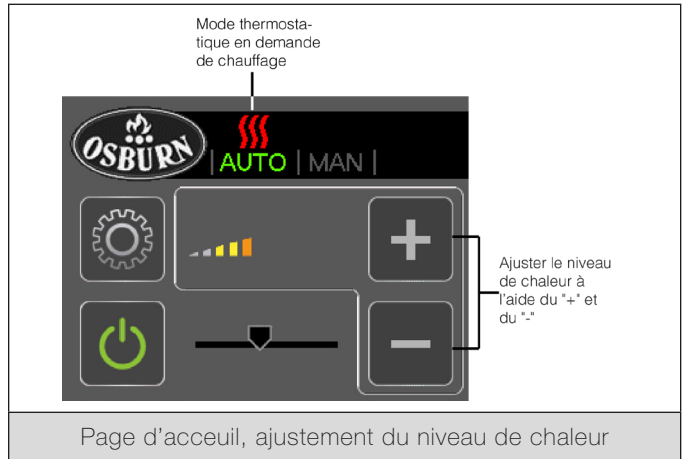 Mode thermosta-
tique en demande
de chauffage
OSBURN
| AUTO | MAN |
+
Ajuster le niveau
de chaleur à
l'aide du "+" et
du "-"
−
Page d'acceuil, ajustement du niveau de chaleur